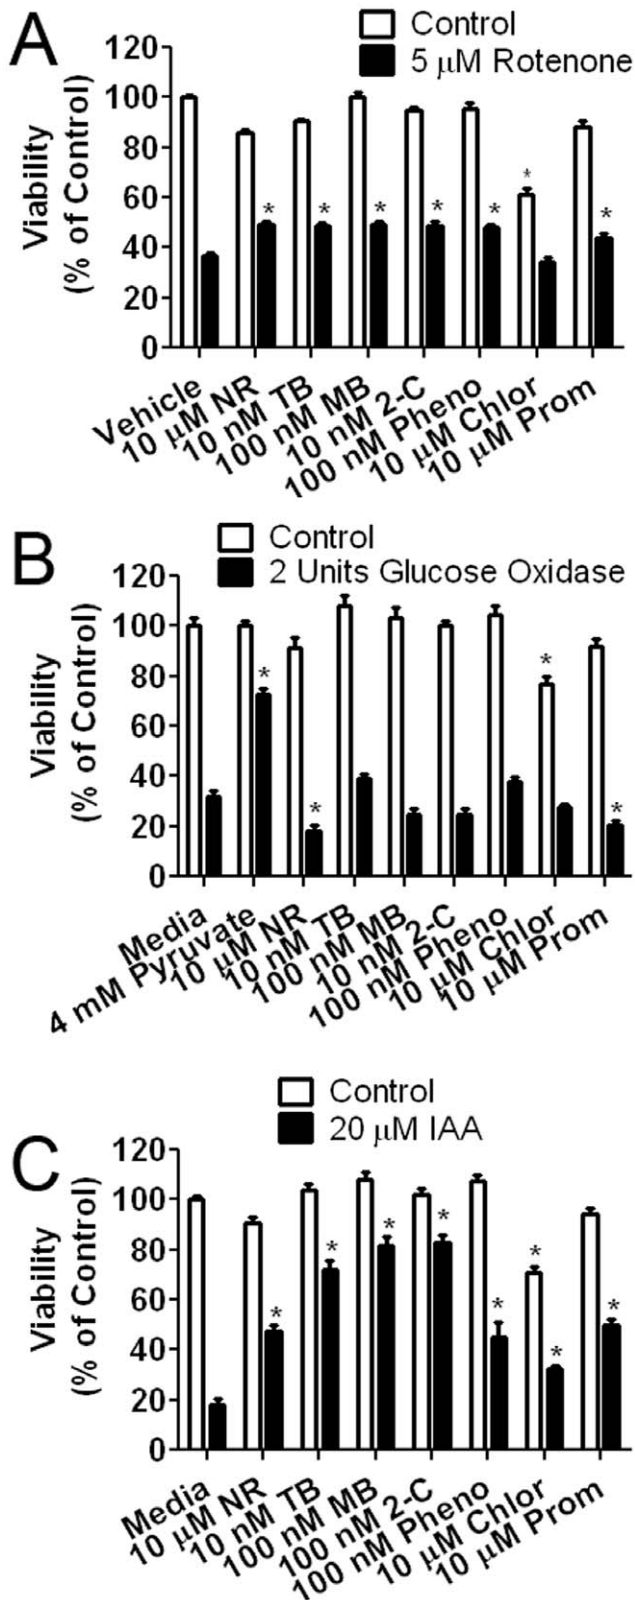 A
Control
5 μM Rotenone
Viability
(% of Control)
120
100
80
60
40
20
0
* * * * * * * *
Vehicle
10 μM NR
10 nM TB
100 nM MB
10 nM 2-C
100 nM Pheno
10 μM Chlor
10 μM Prom
B
Control
2 Units Glucose Oxidase
Viability
(% of Control)
120
100
80
60
40
20
0
* * * *
Media
4 mM Pyruvate
10 μM NR
10 nM TB
100 nM MB
10 nM 2-C
100 nM Pheno
10 μM Chlor
10 μM Prom
C
Control
20 μM IAA
Viability
(% of Control)
120
100
80
60
40
20
0
* * * * * * * *
Media
10 μM NR
10 nM TB
100 nM MB
100 nM 2-C
100 nM Pheno
10 μM Chlor
10 μM Prom